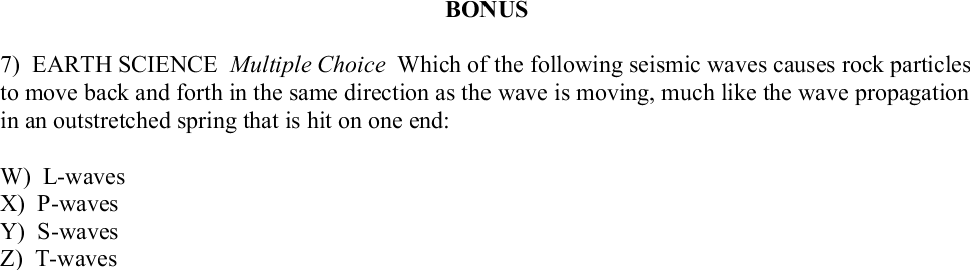 BONUS
7) EARTH SCIENCE Multiple Choice Which of the following seismic waves causes rock particles
to move back and forth in the same direction as the wave is moving, much like the wave propagation
in an outstretched spring that is hit on one end:
W) L-waves
X) P-waves
Y) S-waves
Z) T-waves